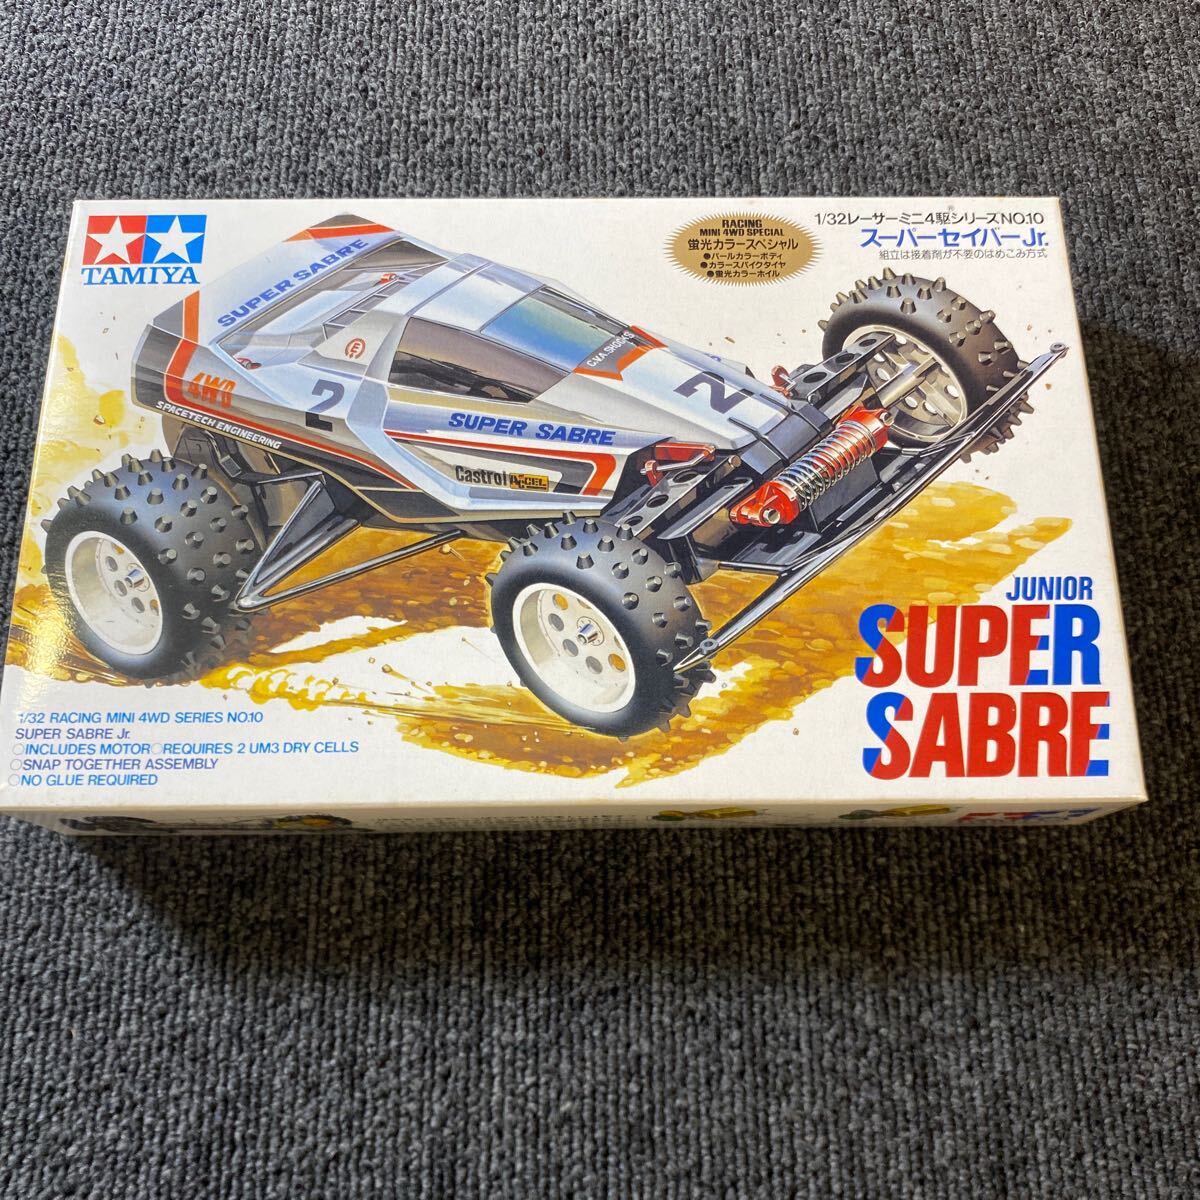 TAMIYA
RACING
MINI 4WD SPECIAL
蛍光カラースペシャル
●パールカラーボディ
●カラースパイクタイヤ
●蛍光カラーホイル
1/32レーサーミニ4駆シリーズNO.10
スーパーセイバーJr.
組立は接着剤が不要のはめこみ方式
SUPER SABRE
4WD
2
SPACETECH ENGINEERING
E
C.V.A. SHOCKS
2
SUPER SABRE
Castrol
JUNIOR
SUPER
SABRE
1/32 RACING MINI 4WD SERIES NO.10
SUPER SABRE Jr.
○INCLUDES MOTOR○REQUIRES 2 UM3 DRY CELLS
○SNAP TOGETHER ASSEMBLY
○NO GLUE REQUIRED